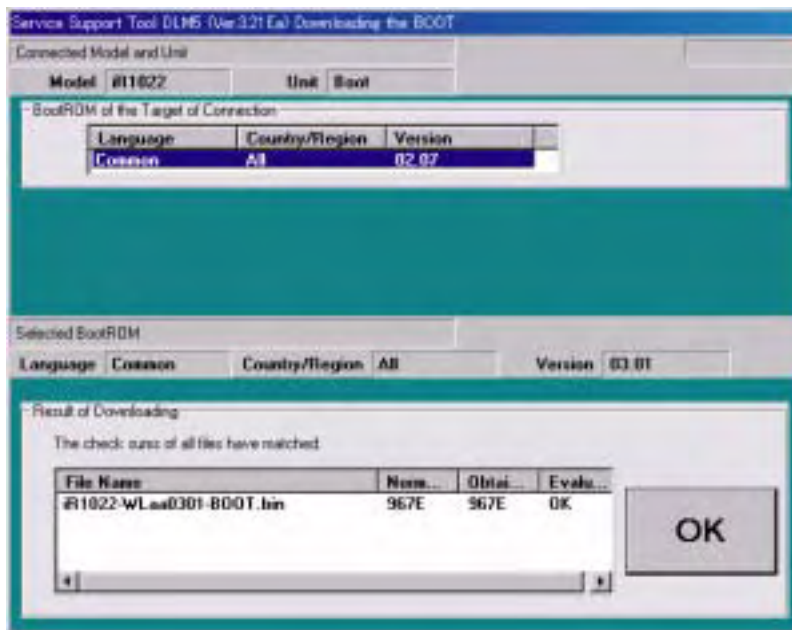 Service Support Tool DLM5 (Ver.3.21Ea) Downloading the BOOT
Connected Model and Unit
Model iR1022 Unit Boot
BootROM of the Target of Connection
Language Country/Region Version
Common All 02.07
Selected BootROM
Language Common Country/Region All Version 03.01
Result of Downloading
The check sums of all files have matched.
File Name Norm... Obtai... Evalu...
iR1022-WLaa0301-BOOT.bin 967E 967E OK
OK